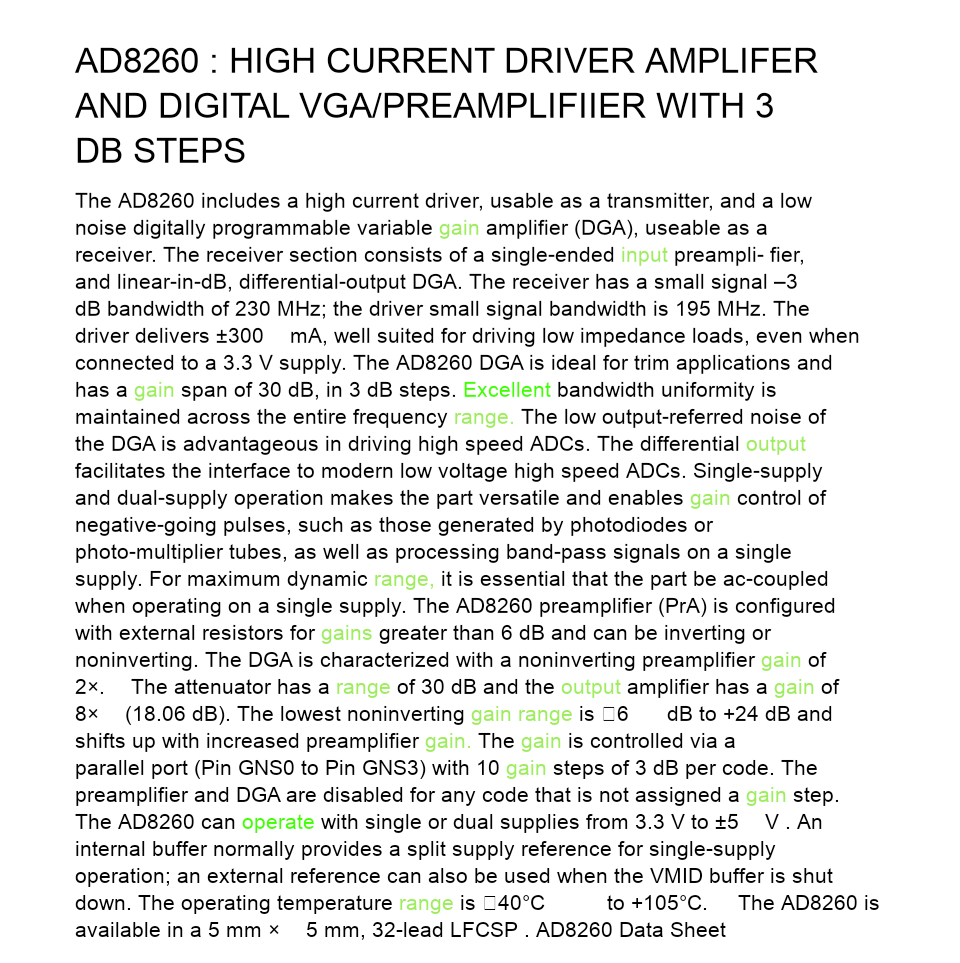 AD8260 : HIGH CURRENT DRIVER AMPLIFER
AND DIGITAL VGA/PREAMPLIFIIER WITH 3
DB STEPS
The AD8260 includes a high current driver, usable as a transmitter, and a low
noise digitally programmable variable gain amplifier (DGA), useable as a
receiver. The receiver section consists of a single-ended input preampli- fier,
and linear-in-dB, differential-output DGA. The receiver has a small signal –3
dB bandwidth of 230 MHz; the driver small signal bandwidth is 195 MHz. The
driver delivers ±300 mA, well suited for driving low impedance loads, even when
connected to a 3.3 V supply. The AD8260 DGA is ideal for trim applications and
has a gain span of 30 dB, in 3 dB steps. Excellent bandwidth uniformity is
maintained across the entire frequency range. The low output-referred noise of
the DGA is advantageous in driving high speed ADCs. The differential output
facilitates the interface to modern low voltage high speed ADCs. Single-supply
and dual-supply operation makes the part versatile and enables gain control of
negative-going pulses, such as those generated by photodiodes or
photo-multiplier tubes, as well as processing band-pass signals on a single
supply. For maximum dynamic range, it is essential that the part be ac-coupled
when operating on a single supply. The AD8260 preamplifier (PrA) is configured
with external resistors for gains greater than 6 dB and can be inverting or
noninverting. The DGA is characterized with a noninverting preamplifier gain of
2×. The attenuator has a range of 30 dB and the output amplifier has a gain of
8× (18.06 dB). The lowest noninverting gain range is □6 dB to +24 dB and
shifts up with increased preamplifier gain. The gain is controlled via a
parallel port (Pin GNS0 to Pin GNS3) with 10 gain steps of 3 dB per code. The
preamplifier and DGA are disabled for any code that is not assigned a gain step.
The AD8260 can operate with single or dual supplies from 3.3 V to ±5 V . An
internal buffer normally provides a split supply reference for single-supply
operation; an external reference can also be used when the VMID buffer is shut
down. The operating temperature range is □40°C to +105°C. The AD8260 is
available in a 5 mm × 5 mm, 32-lead LFCSP . AD8260 Data Sheet